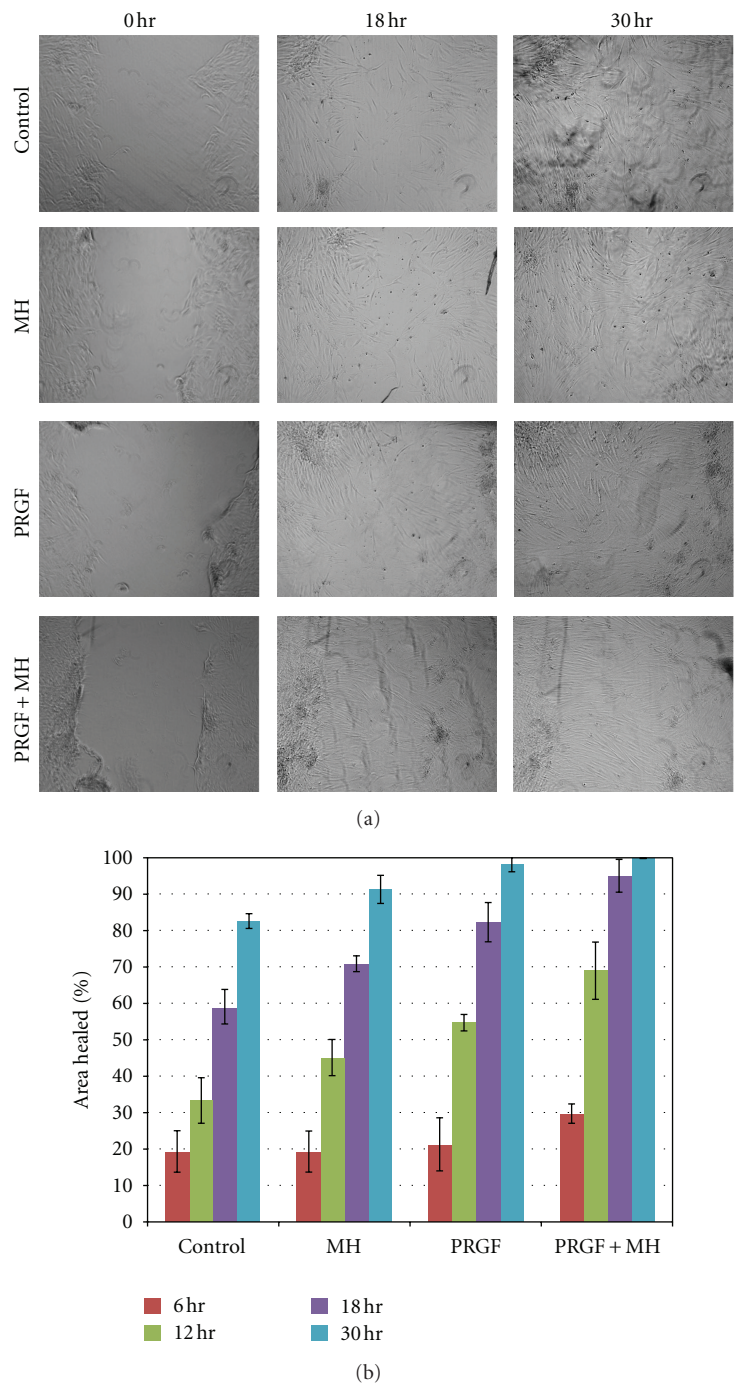 0 hr 18 hr 30 hr
Control
MH
PRGF
PRGF + MH
(a)
100
90
80
70
60
50
40
30
20
10
0
Area healed (%)
Control MH PRGF PRGF + MH
6 hr 18 hr
12 hr 30 hr
(b)